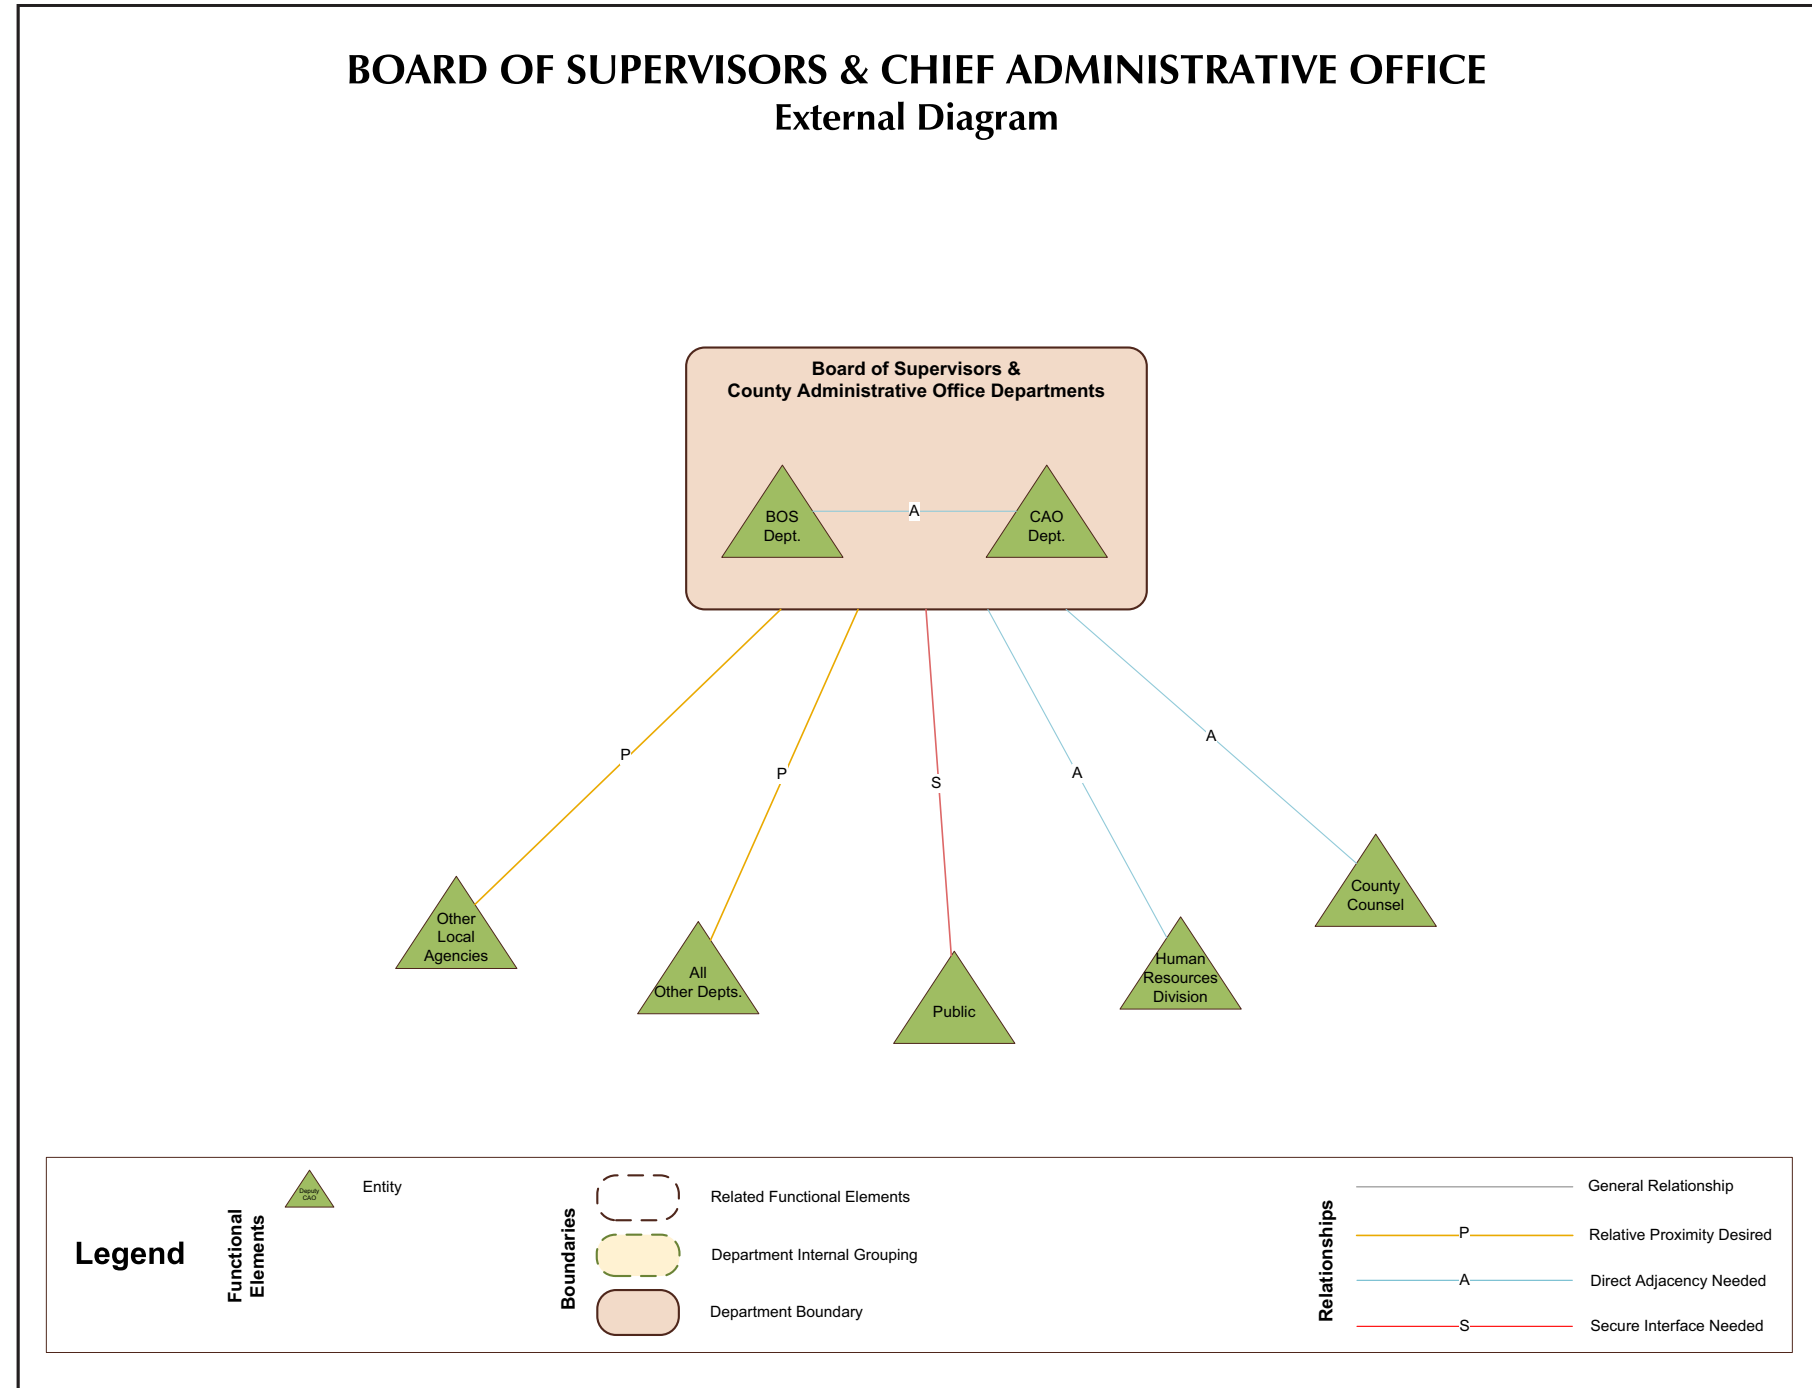 BOARD OF SUPERVISORS & CHIEF ADMINISTRATIVE OFFICE
External Diagram
Board of Supervisors &
County Administrative Office Departments
BOS
Dept.
A
CAO
Dept.
P
P
S
A
A
Other
Local
Agencies
All
Other Depts.
Public
Human
Resources
Division
County
Counsel
Legend
Functional
Elements
Deputy
CAO
Entity
Boundaries
Related Functional Elements
Department Internal Grouping
Department Boundary
Relationships
General Relationship
P
Relative Proximity Desired
A
Direct Adjacency Needed
S
Secure Interface Needed